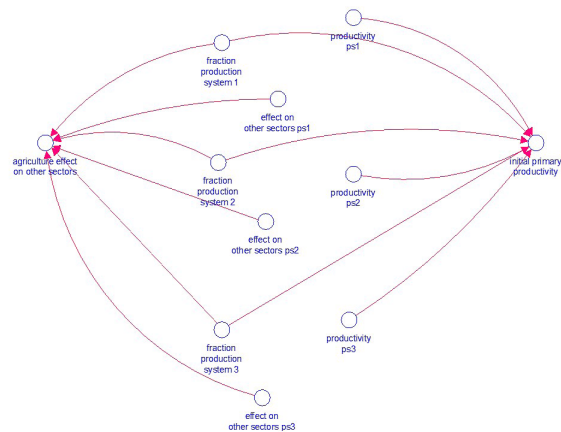 productivity
ps1
fraction
production
system 1
effect on
other sectors ps1
agriculture effect
on other sectors
initial primary
productivity
fraction
production
system 2
productivity
ps2
effect on
other sectors ps2
fraction
production
system 3
productivity
ps3
effect on
other sectors ps3